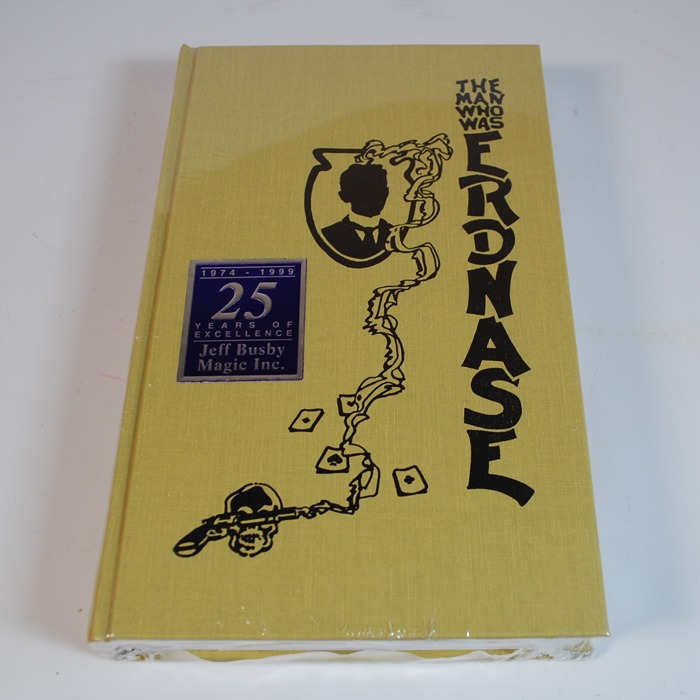 THE
MAN
WHO
WAS
ERDNASE
1974 - 1999
25
YEARS OF
EXCELLENCE
Jeff Busby
Magic Inc.